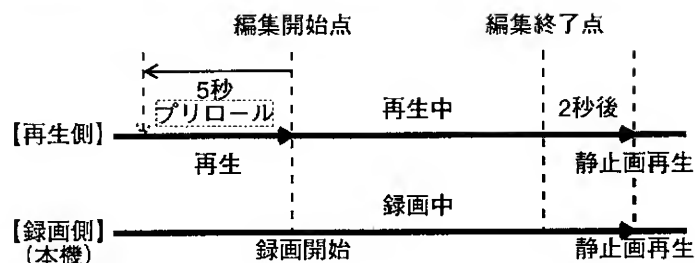 編集開始点 編集終了点
5秒
プリロール 再生中 2秒後
【再生側】
再生 静止画再生
録画中
【録画側】
(本機) 録画開始 静止画再生